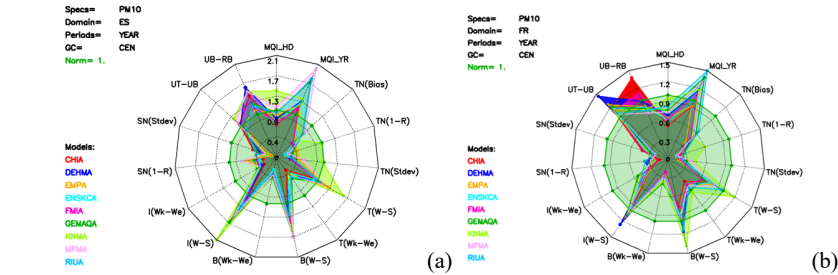 Specs= PM10
Domain= ES
Periods= YEAR
GC= CEN
Norm= 1.
MQI_HD
MQI_YR
TN(Bias)
TN(1-R)
TN(Stdev)
T(W-S)
T(Wk-We)
B(W-S)
B(Wk-We)
I(W-S)
I(Wk-We)
SN(1-R)
SN(Stdev)
UT-UB
UB-RB
2.1
1.7
1.3
0.4
0
Models:
CHIA
DEHMA
EMPA
ENSKCA
FMIA
GEMAQA
KNMA
MFMA
RIUA
(a)
Specs= PM10
Domain= FR
Periods= YEAR
GC= CEN
Norm= 1.
MQI_HD
MQI_YR
TN(Bias)
TN(1-R)
TN(Stdev)
T(W-S)
T(Wk-We)
B(W-S)
B(Wk-We)
I(W-S)
I(Wk-We)
SN(1-R)
SN(Stdev)
UT-UB
UB-RB
1.5
1.2
0.9
0.6
0.3
0
Models:
CHIA
DEHMA
EMPA
ENSKCA
FMIA
GEMAQA
KNMA
MFMA
RIUA
(b)